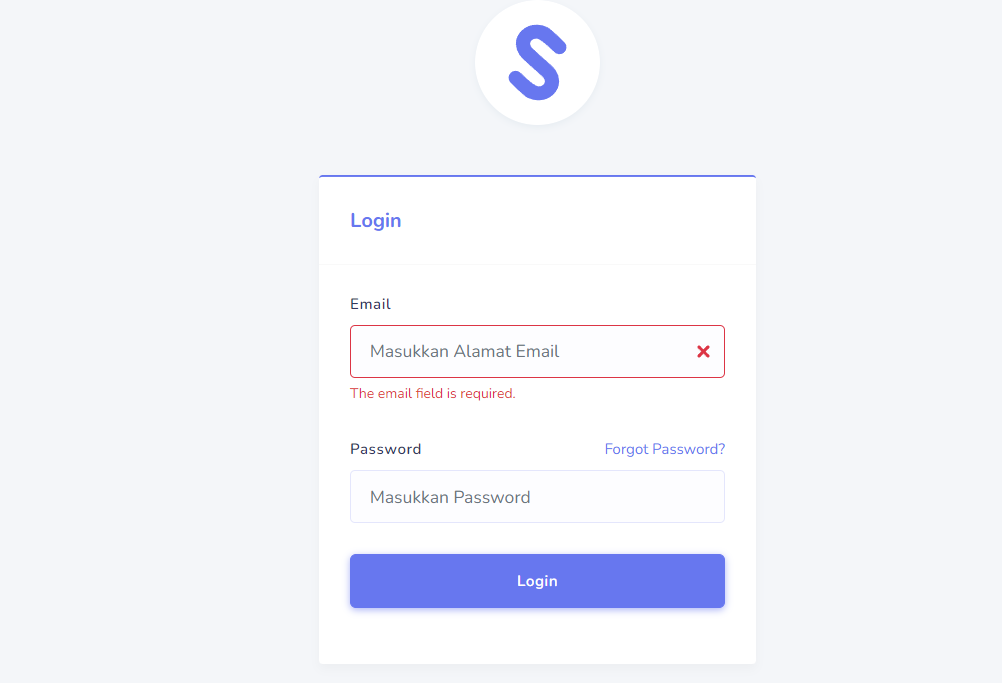 Login
Email
Masukkan Alamat Email
The email field is required.
Password Forgot Password?
Masukkan Password
Login